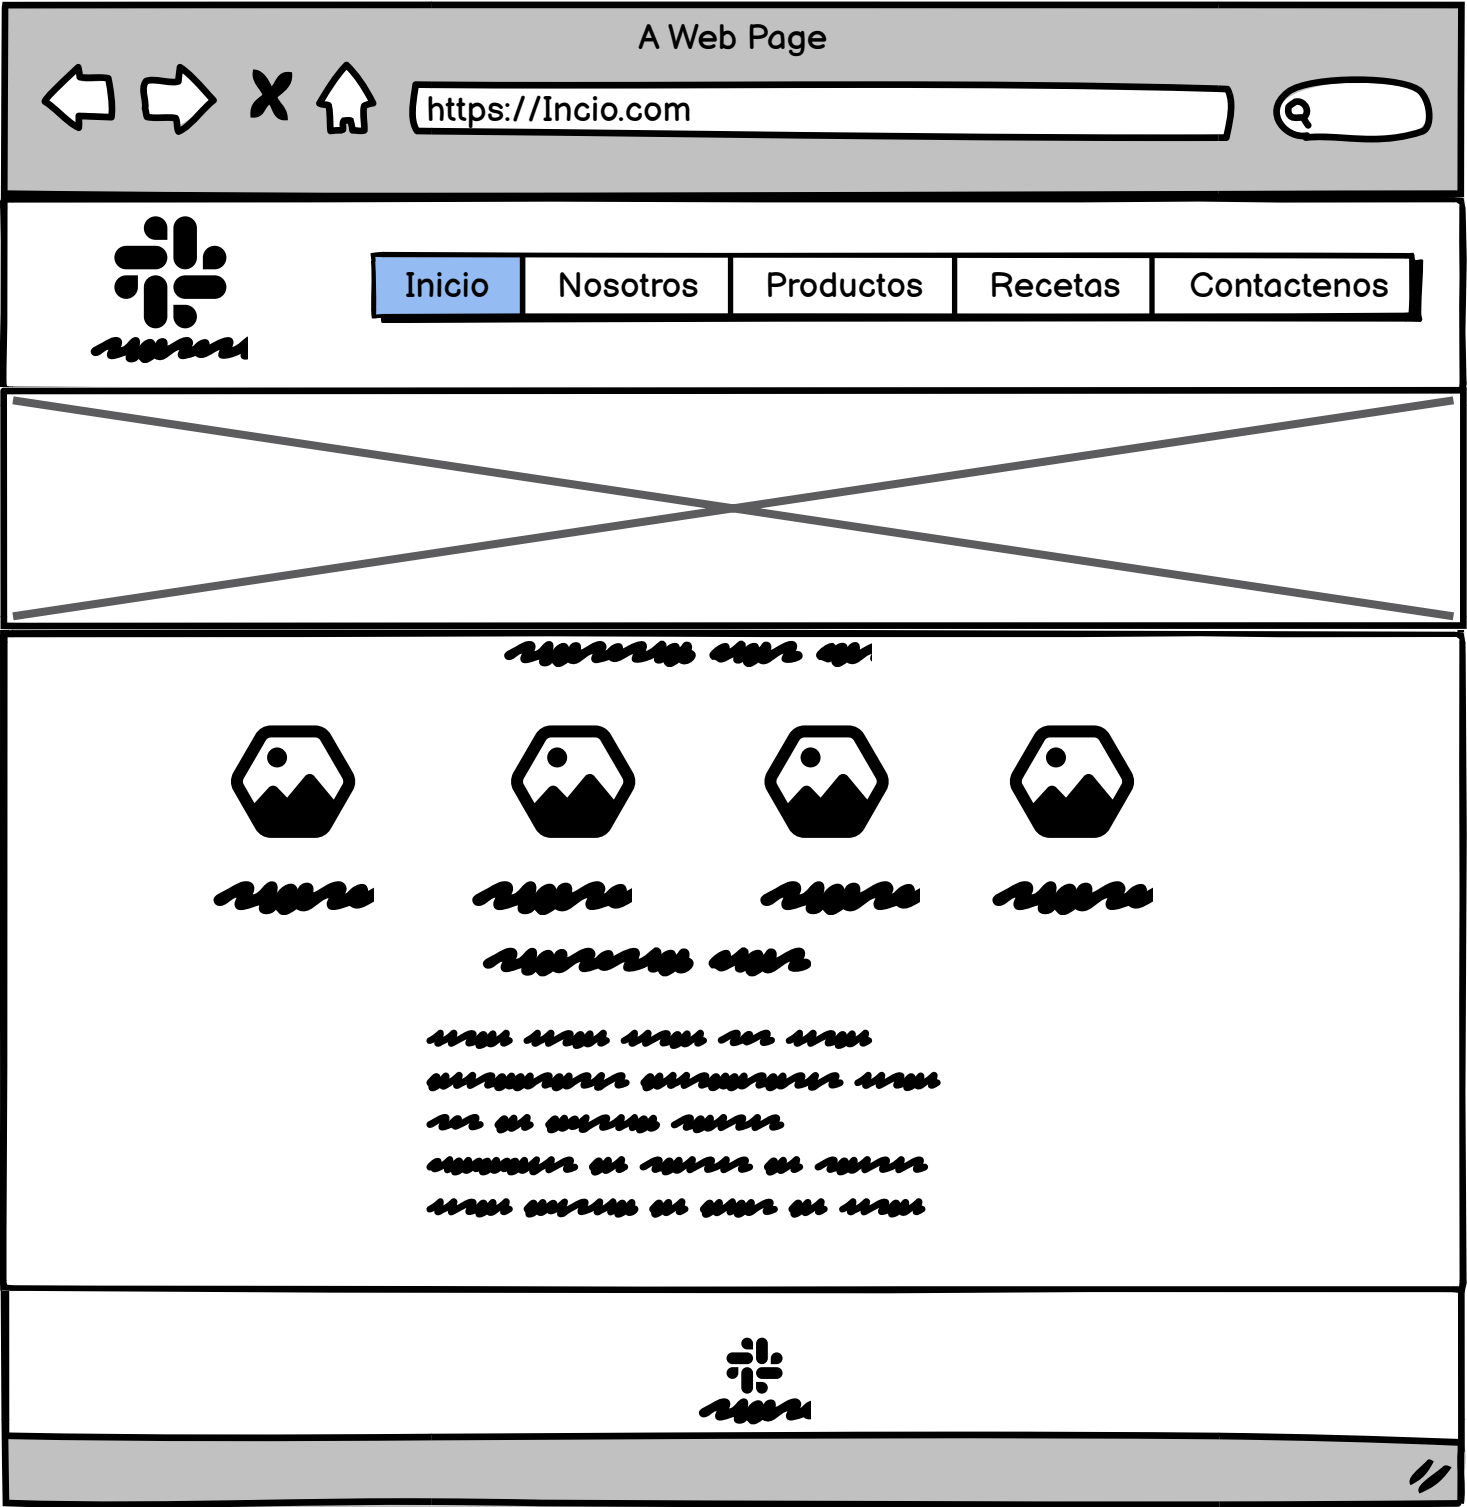 A Web Page
https://Incio.com
Inicio Nosotros Productos Recetas Contactenos